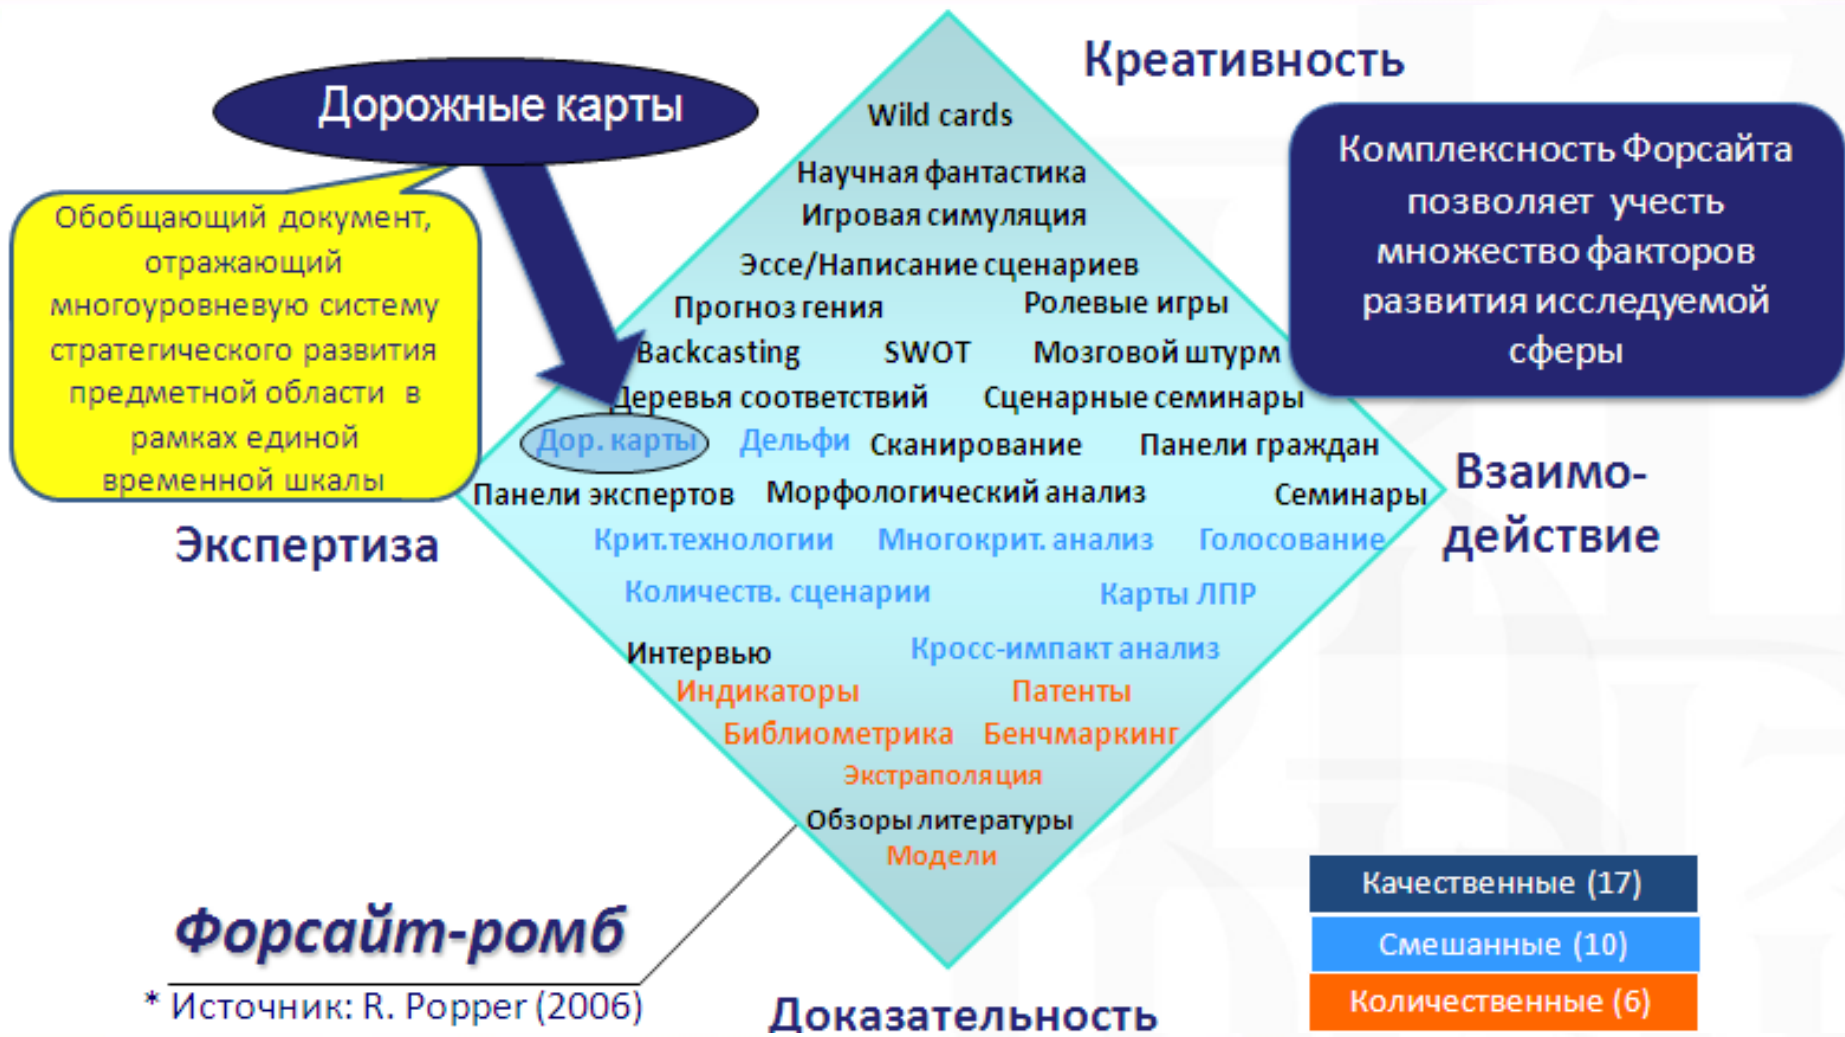 Креативность
Дорожные карты
Wild cards
Комплексность Форсайта
позволяет учесть
множество факторов
развития исследуемой
сферы
Обобщающий документ,
отражающий
многоуровневую систему
стратегического развития
предметной области в
рамках единой
временной шкалы
Научная фантастика
Игровая симуляция
Эссе/Написание сценариев
Прогноз гения Ролевые игры
Backcasting SWOT Мозговой штурм
Деревья соответствий Сценарные семинары
Дор. карты Дельфи Сканирование Панели граждан
Панели экспертов Морфологический анализ Семинары
Взаимо-
действие
Экспертиза
Крит.технологии Многокрит. анализ Голосование
Количеств. сценарии Карты ЛПР
Интервью Кросс-импакт анализ
Индикаторы Патенты
Библиометрика Бенчмаркинг
Экстраполяция
Обзоры литературы
Модели
Качественные (17)
Смешанные (10)
Количественные (6)
Форсайт-ромб
* Источник: R. Popper (2006)
Доказательность